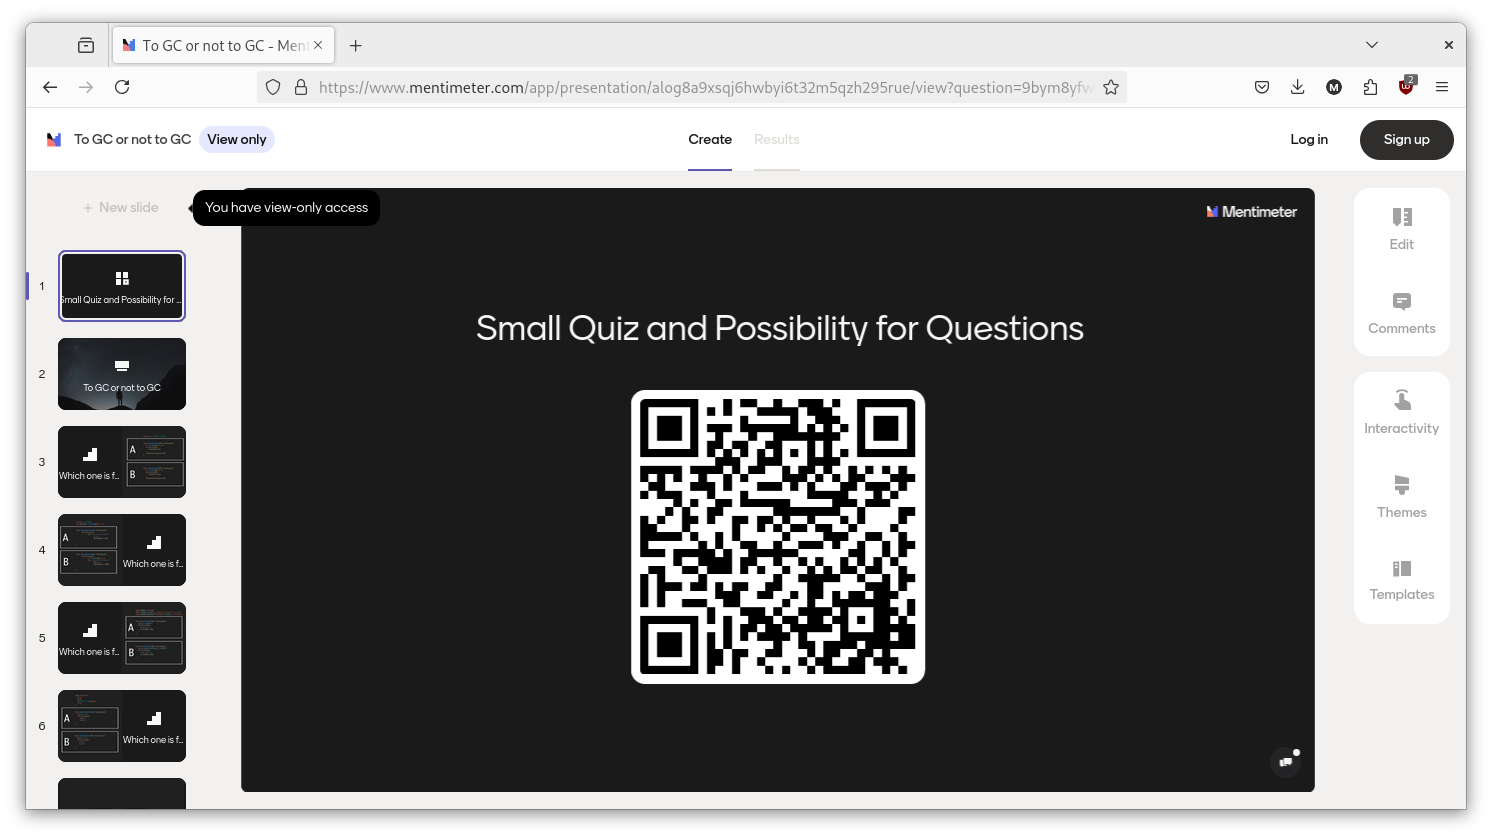 To GC or not to GC - Ment
https://www.mentimeter.com/app/presentation/alog8a9xsqj6hwbyi6t32m5qzh295rue/view?question=9bym8yfw
2
To GC or not to GC
View only
Create
Results
Log in
Sign up
New slide
You have view-only access
Mentimeter
1
Small Quiz and Possibility for ...
2
To GC or not to GC
3
Which one is f...
A
B
4
A
B
Which one is f...
5
Which one is f...
A
B
6
A
B
Which one is f...
Small Quiz and Possibility for Questions
Edit
Comments
Interactivity
Themes
Templates